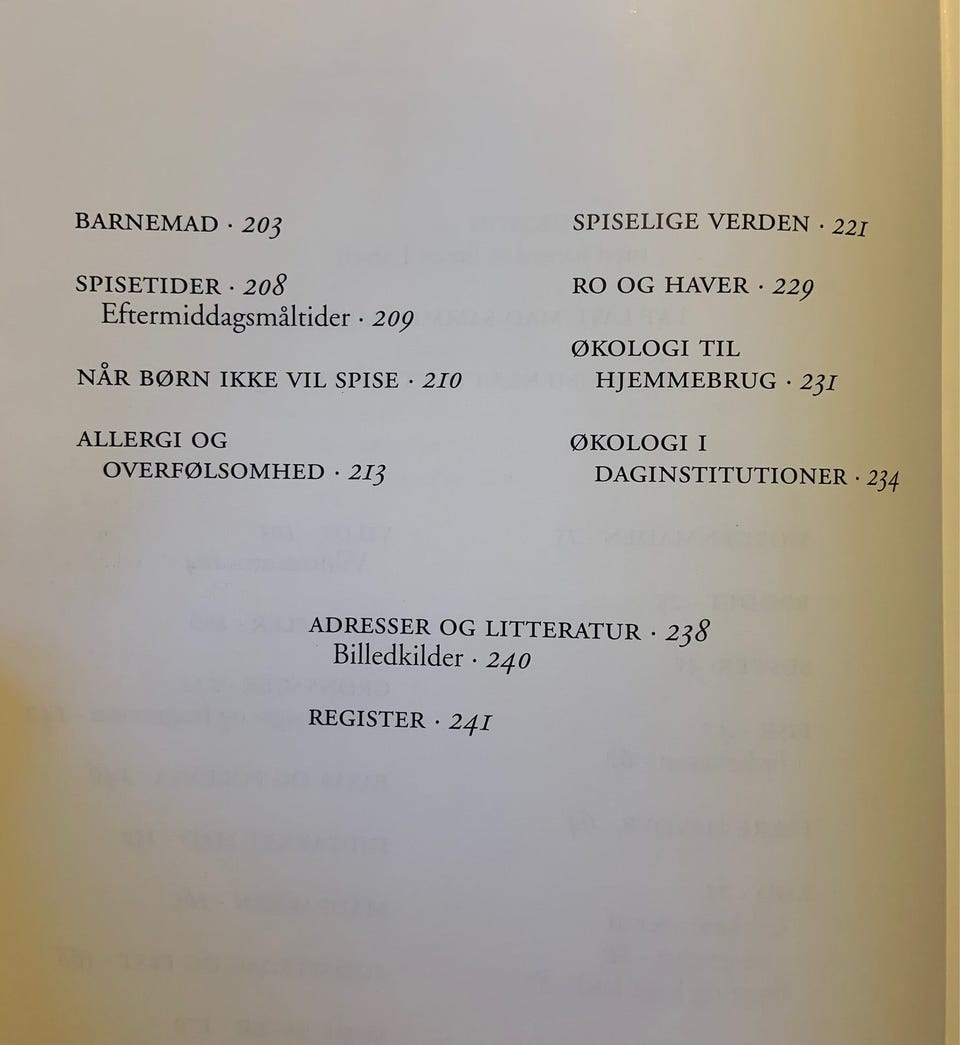 BARNEMAD · 203
SPISETIDER · 208
Eftermiddagsmåltider · 209
NÅR BØRN IKKE VIL SPISE · 210
ALLERGI OG
OVERFØLSOMHED · 213
SPISELIGE VERDEN · 221
RO OG HAVER · 229
ØKOLOGI TIL
HJEMMEBRUG · 231
ØKOLOGI I
DAGINSTITUTIONER · 234
ADRESSER OG LITTERATUR · 238
Billedkilder · 240
REGISTER · 241